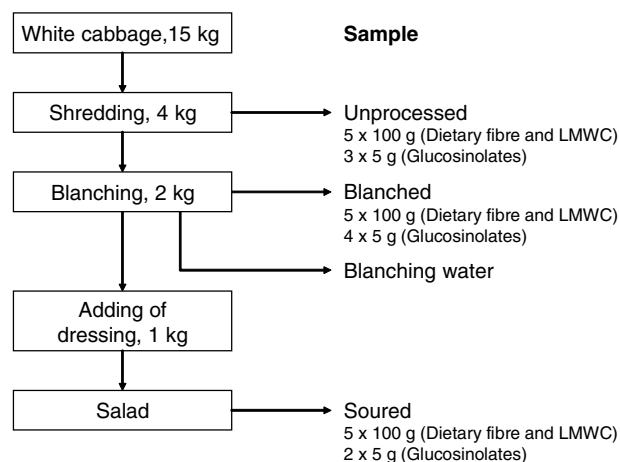 White cabbage,15 kg
Sample
Shredding, 4 kg
Unprocessed
5 x 100 g (Dietary fibre and LMWC)
3 x 5 g (Glucosinolates)
Blanching, 2 kg
Blanched
5 x 100 g (Dietary fibre and LMWC)
4 x 5 g (Glucosinolates)
Blanching water
Adding of
dressing, 1 kg
Salad
Soured
5 x 100 g (Dietary fibre and LMWC)
2 x 5 g (Glucosinolates)